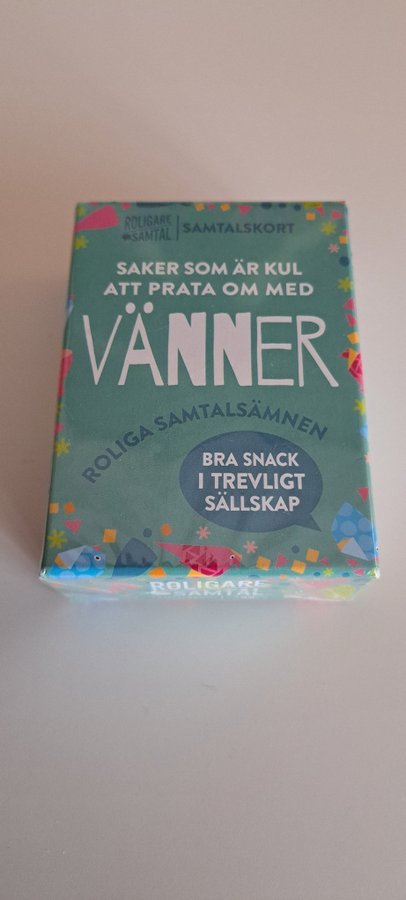 ROLIGARE
SAMTAL
SAMTALSKORT
SAKER SOM ÄR KUL
ATT PRATA OM MED
VÄNNER
ROLIGA SAMTALSÄMNEN
BRA SNACK
I TREVLIGT
SÄLLSKAP
ROLIGARE
SAMTAL